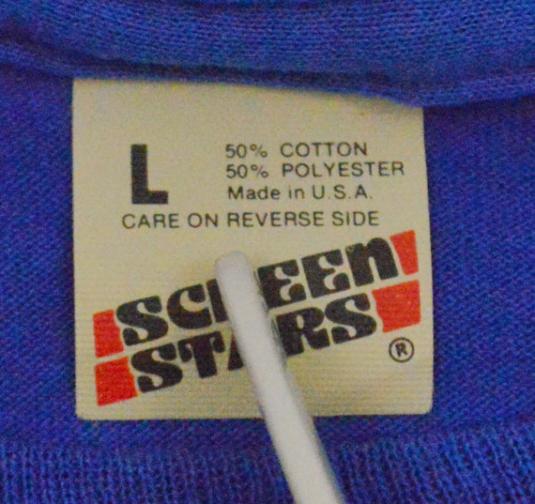 L
50% COTTON
50% POLYESTER
Made in U.S.A.
CARE ON REVERSE SIDE
SCREEN
STARS
®